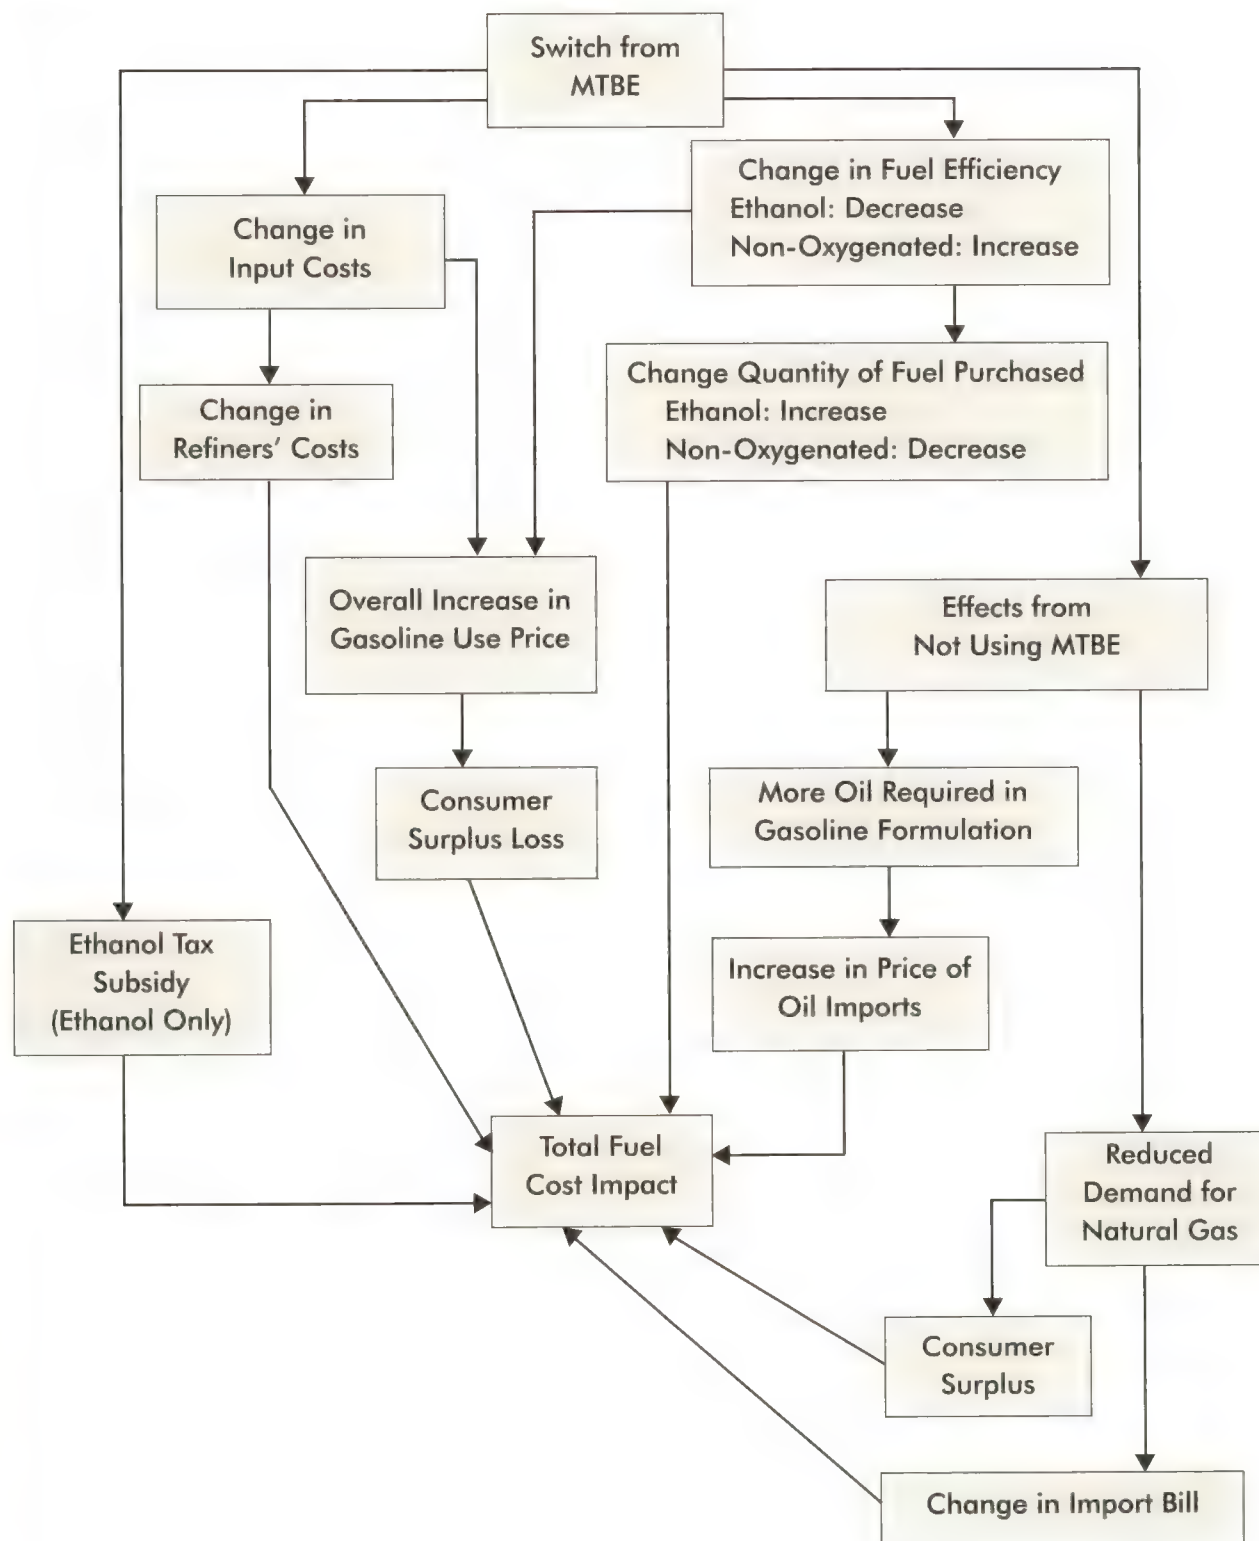 Switch from
MTBE
Change in Fuel Efficiency
Ethanol: Decrease
Non-Oxygenated: Increase
Change in
Input Costs
Change Quantity of Fuel Purchased
Ethanol: Increase
Non-Oxygenated: Decrease
Change in
Refiners' Costs
Overall Increase in
Gasoline Use Price
Effects from
Not Using MTBE
Consumer
Surplus Loss
More Oil Required in
Gasoline Formulation
Ethanol Tax
Subsidy
(Ethanol Only)
Increase in Price of
Oil Imports
Total Fuel
Cost Impact
Reduced
Demand for
Natural Gas
Consumer
Surplus
Change in Import Bill